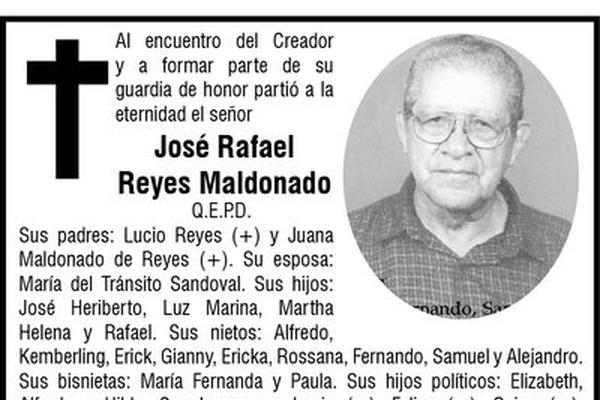 Al encuentro del Creador
y a formar parte de su
guardia de honor partió a la
eternidad el señor
José Rafael
Reyes Maldonado
Q.E.P.D.
Sus padres: Lucio Reyes (+) y Juana
Maldonado de Reyes (+). Su esposa:
María del Tránsito Sandoval. Sus hijos:
José Heriberto, Luz Marina, Martha
Helena y Rafael. Sus nietos: Alfredo,
Kemberling, Erick, Gianny, Ericka, Rossana, Fernando, Samuel y Alejandro.
Sus bisnietas: María Fernanda y Paula. Sus hijos políticos: Elizabeth,